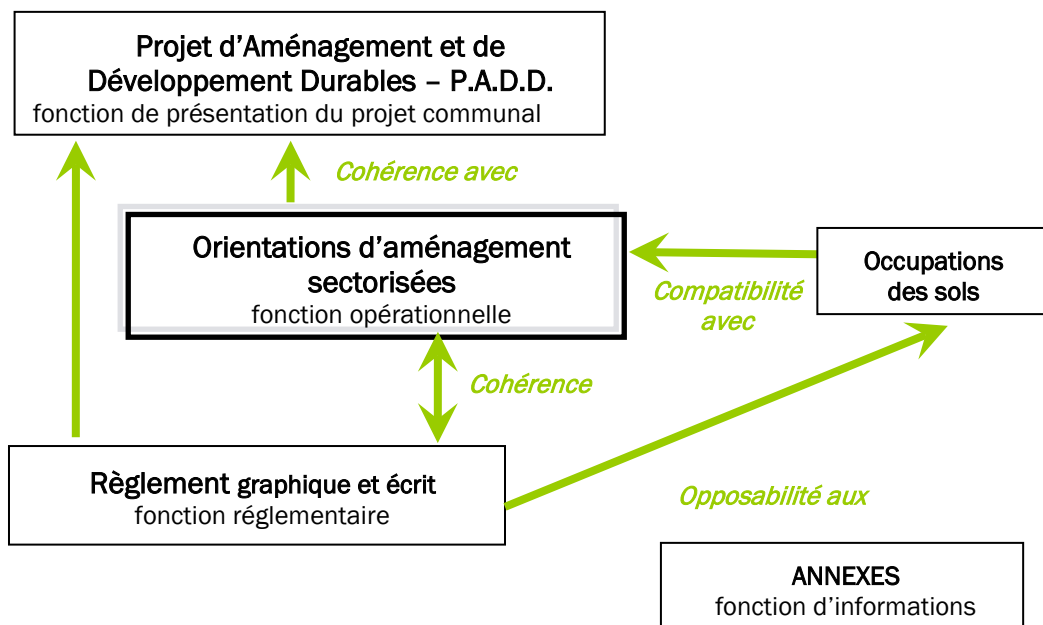 Projet d’Aménagement et de
Développement Durables – P.A.D.D.
fonction de présentation du projet communal
Cohérence avec
Orientations d’aménagement
sectorisées
fonction opérationnelle
Compatibilité
avec
Occupations
des sols
Cohérence
Règlement graphique et écrit
fonction réglementaire
Opposabilité aux
ANNEXES
fonction d’informations